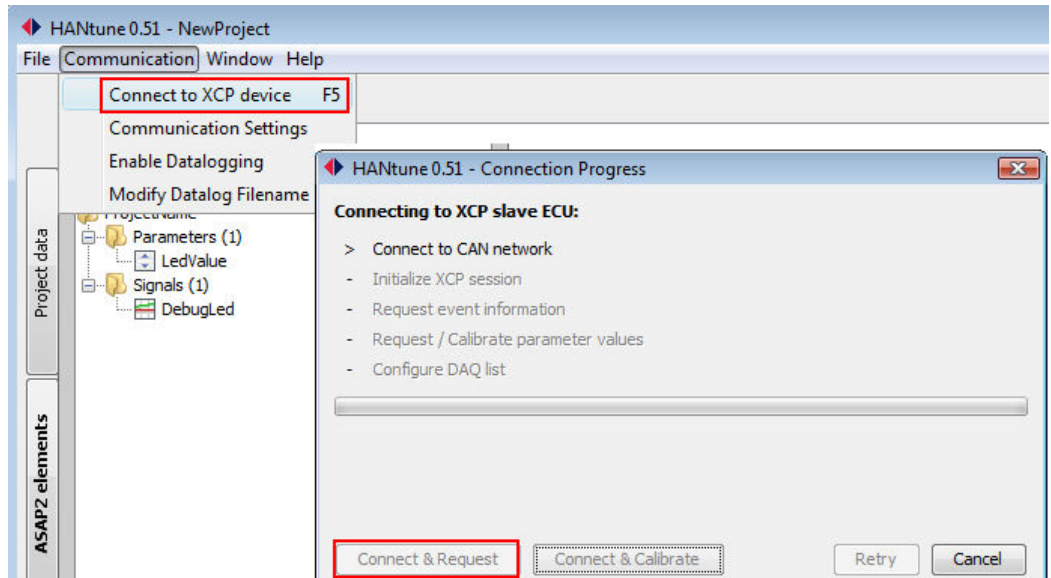 HANtune 0.51 - NewProject
File Communication Window Help
Connect to XCP device F5
Communication Settings
Enable Datalogging
Modify Datalog Filename
ProjectName
Parameters (1)
LedValue
Signals (1)
DebugLed
Project data
ASAP2 elements
HANtune 0.51 - Connection Progress
Connecting to XCP slave ECU:
> Connect to CAN network
- Initialize XCP session
- Request event information
- Request / Calibrate parameter values
- Configure DAQ list
Connect & Request Connect & Calibrate Retry Cancel